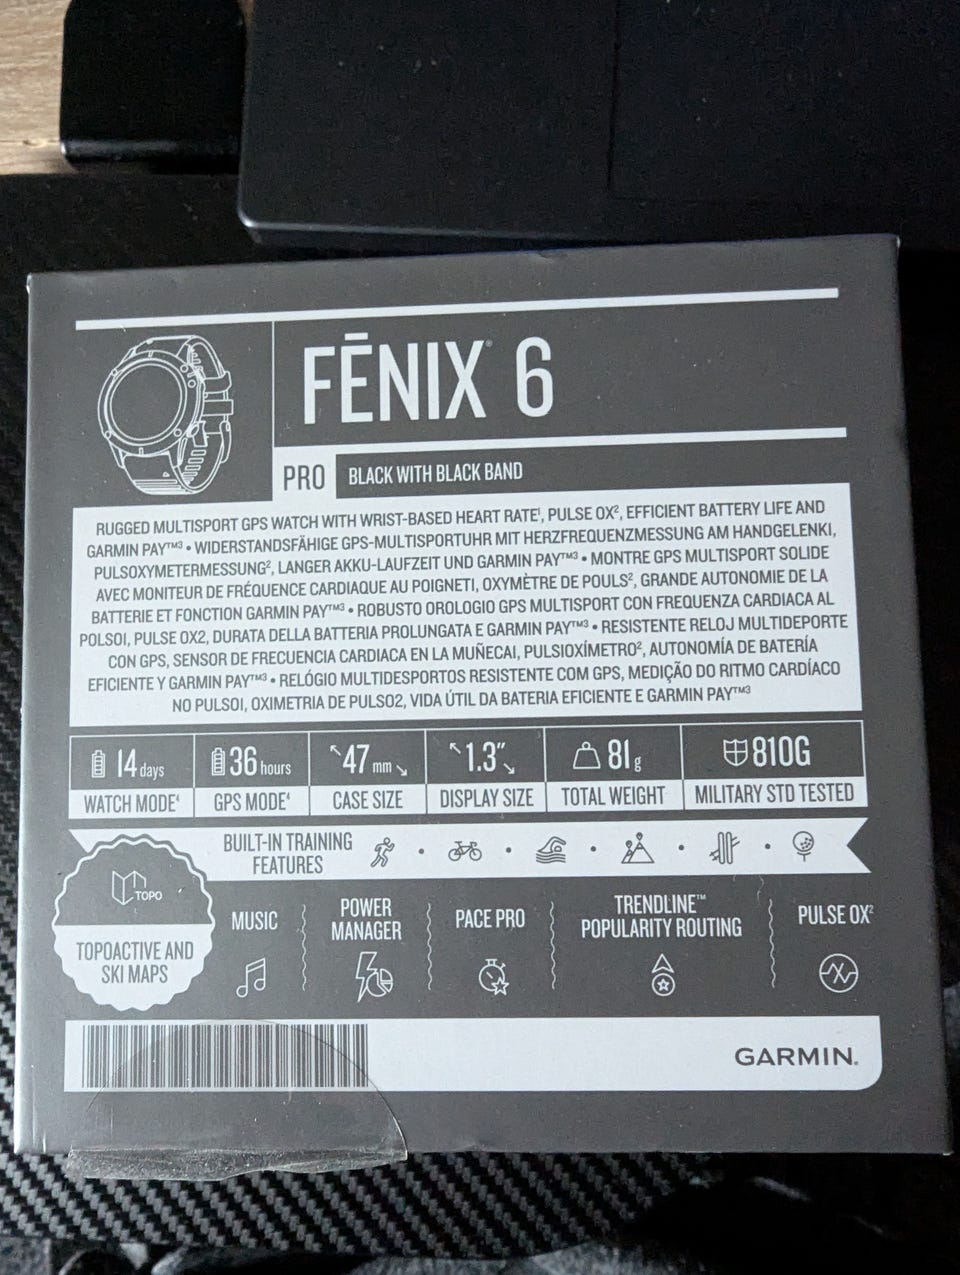 FĒNIX® 6
PRO BLACK WITH BLACK BAND
RUGGED MULTISPORT GPS WATCH WITH WRIST-BASED HEART RATE¹, PULSE OX², EFFICIENT BATTERY LIFE AND
GARMIN PAY™³ • WIDERSTANDSFÄHIGE GPS-MULTISPORTUHR MIT HERZFREQUENZMESSUNG AM HANDGELENK¹,
PULSOXYMETERMESSUNG², LANGER AKKU-LAUFZEIT UND GARMIN PAY™³ • MONTRE GPS MULTISPORT SOLIDE
AVEC MONITEUR DE FRÉQUENCE CARDIAQUE AU POIGNET¹, OXYMÈTRE DE POULS², GRANDE AUTONOMIE DE LA
BATTERIE ET FONCTION GARMIN PAY™³ • ROBUSTO OROLOGIO GPS MULTISPORT CON FREQUENZA CARDIACA AL
POLSO1, PULSE OX2, DURATA DELLA BATTERIA PROLUNGATA E GARMIN PAY™³ • RESISTENTE RELOJ MULTIDEPORTE
CON GPS, SENSOR DE FRECUENCIA CARDIACA EN LA MUÑECA1, PULSIOXÍMETRO², AUTONOMÍA DE BATERÍA
EFICIENTE Y GARMIN PAY™³ • RELÓGIO MULTIDESPORTOS RESISTENTE COM GPS, MEDIÇÃO DO RITMO CARDÍACO
NO PULSO1, OXIMETRIA DE PULSO2, VIDA ÚTIL DA BATERIA EFICIENTE E GARMIN PAY™³
14 days
WATCH MODE⁴
36 hours
GPS MODE⁴
47 mm
CASE SIZE
1.3"
DISPLAY SIZE
81 g
TOTAL WEIGHT
810G
MILITARY STD TESTED
BUILT-IN TRAINING
FEATURES
TOPO
TOPOACTIVE AND
SKI MAPS
MUSIC
POWER
MANAGER
PACE PRO
TRENDLINE™
POPULARITY ROUTING
PULSE OX²
GARMIN®